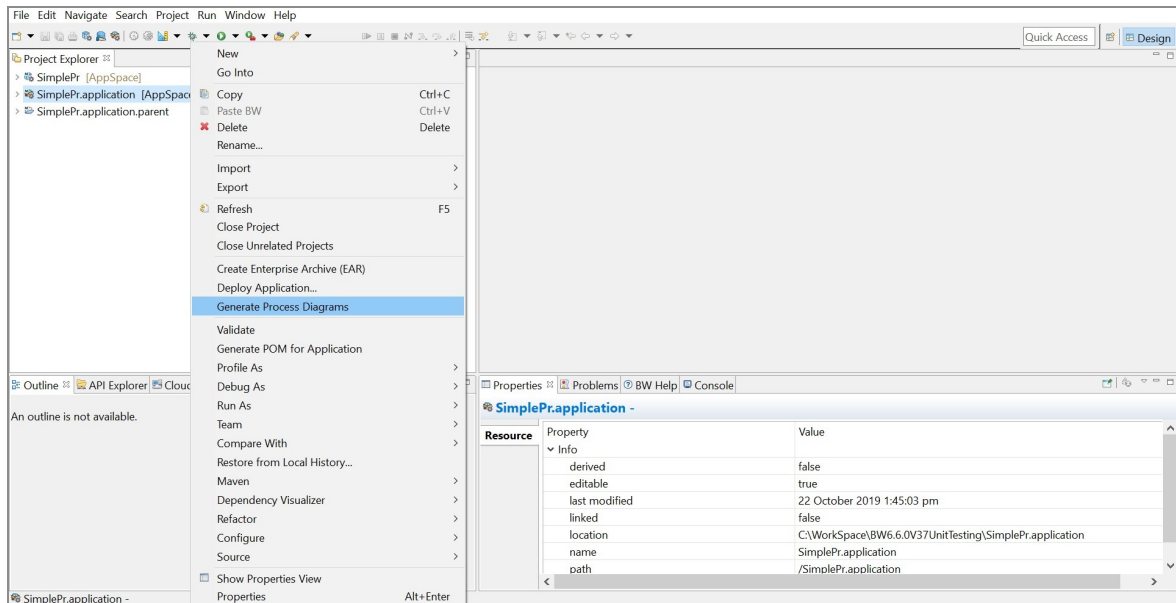 File Edit Navigate Search Project Run Window Help
Quick Access
Design
Project Explorer
SimplePr [AppSpace]
SimplePr.application [AppSpac
SimplePr.application.parent
New
Go Into
Copy Ctrl+C
Paste BW Ctrl+V
Delete Delete
Rename...
Import
Export
Refresh F5
Close Project
Close Unrelated Projects
Create Enterprise Archive (EAR)
Deploy Application...
Generate Process Diagrams
Validate
Generate POM for Application
Profile As
Debug As
Run As
Team
Compare With
Restore from Local History...
Maven
Dependency Visualizer
Refactor
Configure
Source
Show Properties View
Properties Alt+Enter
Outline API Explorer Cloud
An outline is not available.
Properties Problems BW Help Console
SimplePr.application -
Resource
Property Value
Info
derived false
editable true
last modified 22 October 2019 1:45:03 pm
linked false
location C:\WorkSpace\BW6.6.0V37UnitTesting\SimplePr.application
name SimplePr.application
path /SimplePr.application
SimplePr.application -